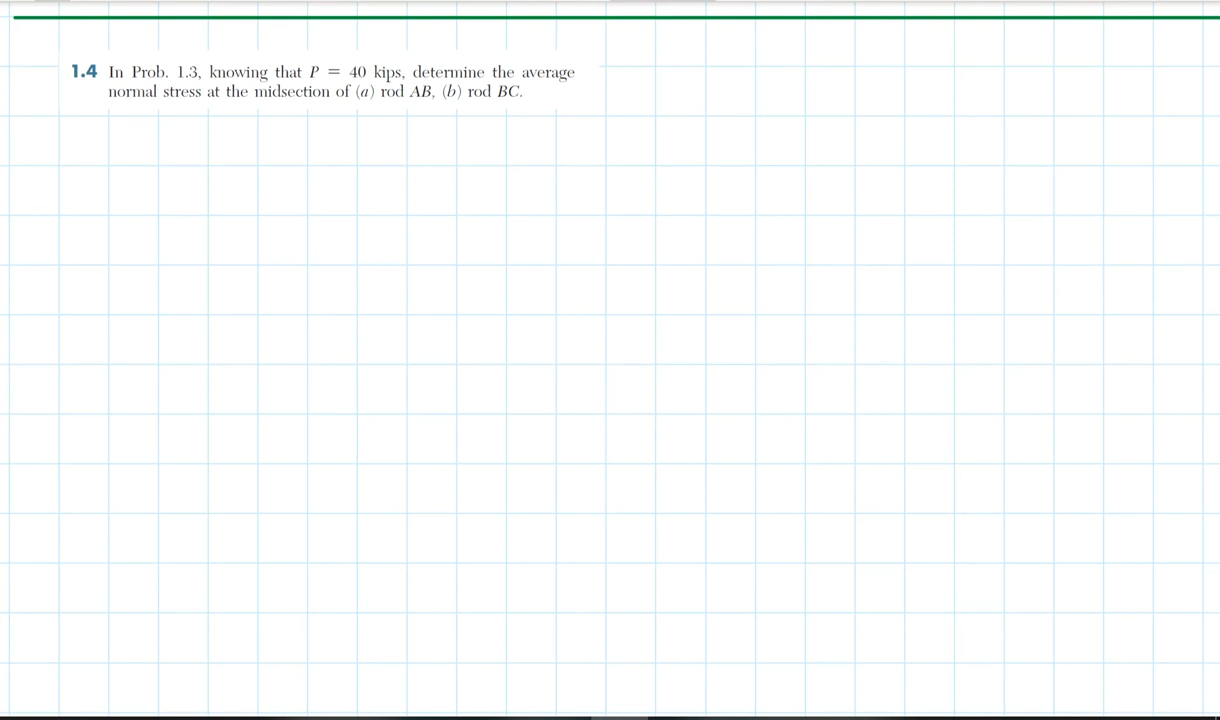 1.4 In Prob. 1.3, knowing that P = 40 kips, determine the average
normal stress at the midsection of (a) rod AB, (b) rod BC.